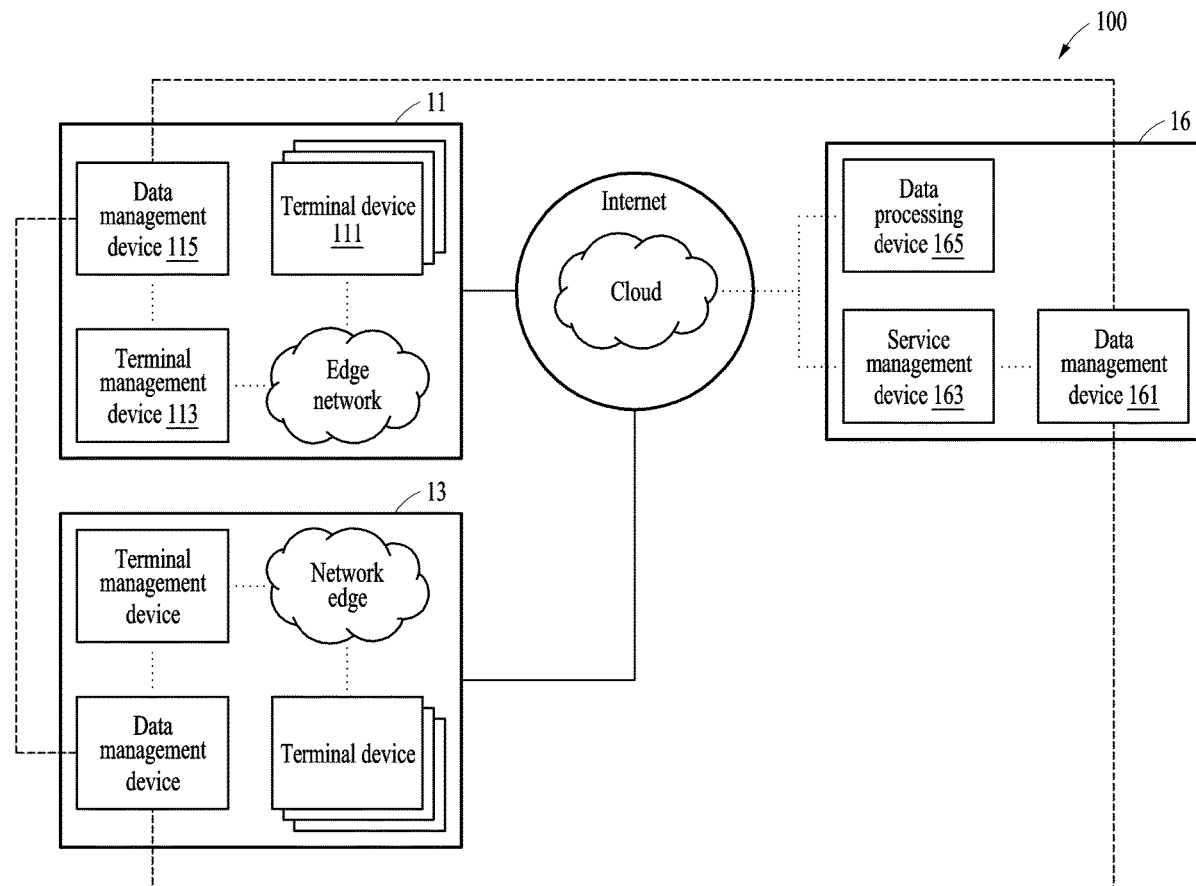 100
11
Data
management
device 115
Terminal device
111
Terminal
management
device 113
Edge
network
Internet
Cloud
16
Data
processing
device 165
Service
management
device 163
Data
management
device 161
13
Terminal
management
device
Network
edge
Data
management
device
Terminal device